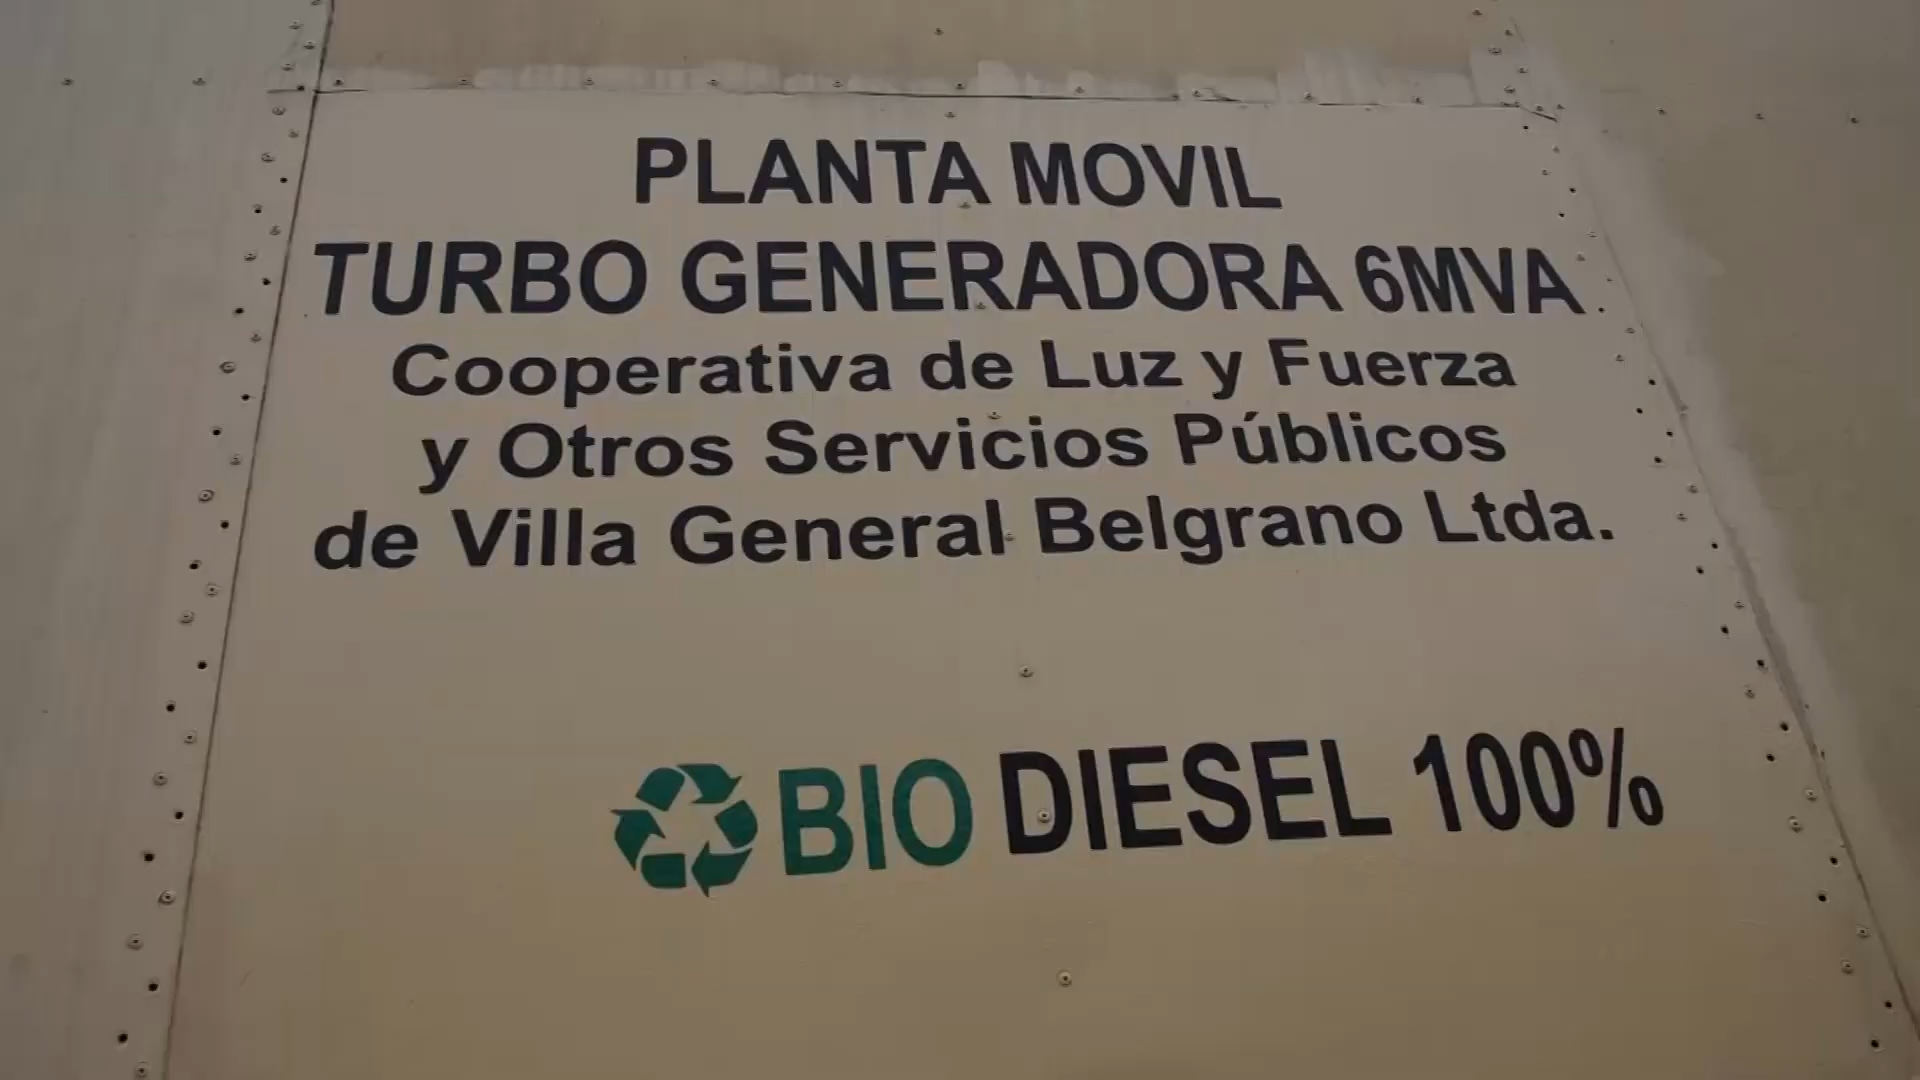 PLANTA MOVIL
TURBO GENERADORA 6MVA
Cooperativa de Luz y Fuerza
y Otros Servicios Públicos
de Villa General Belgrano Ltda.
BIO DIESEL 100%